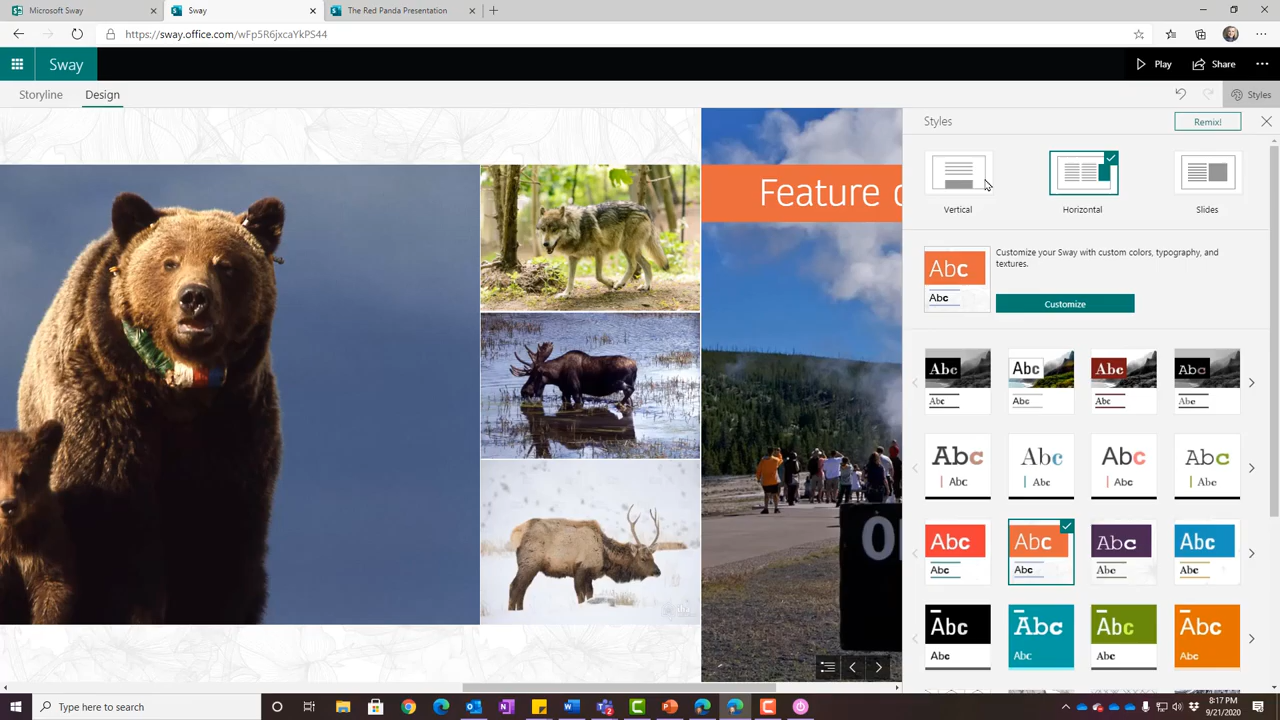 Microsoft Sway
Sway
The Red Panda Presentation
https://sway.office.com/wFp5R6jxcaYkPS44
Sway
Play
Share
Storyline
Design
Styles
Styles
Remix!
Vertical
Horizontal
Slides
Abc
Abc
Customize your Sway with custom colors, typography, and
textures.
Customize
Feature o
Abc Abc Abc Abc
Abc Abc Abc Abc
Abc Abc Abc Abc
Abc Abc Abc Abc
Abc Abc Abc Abc
Abc Abc Abc Abc
Abc Abc Abc Abc
Abc Abc Abc Abc
O
Type here to search
8:17 PM
9/21/2020